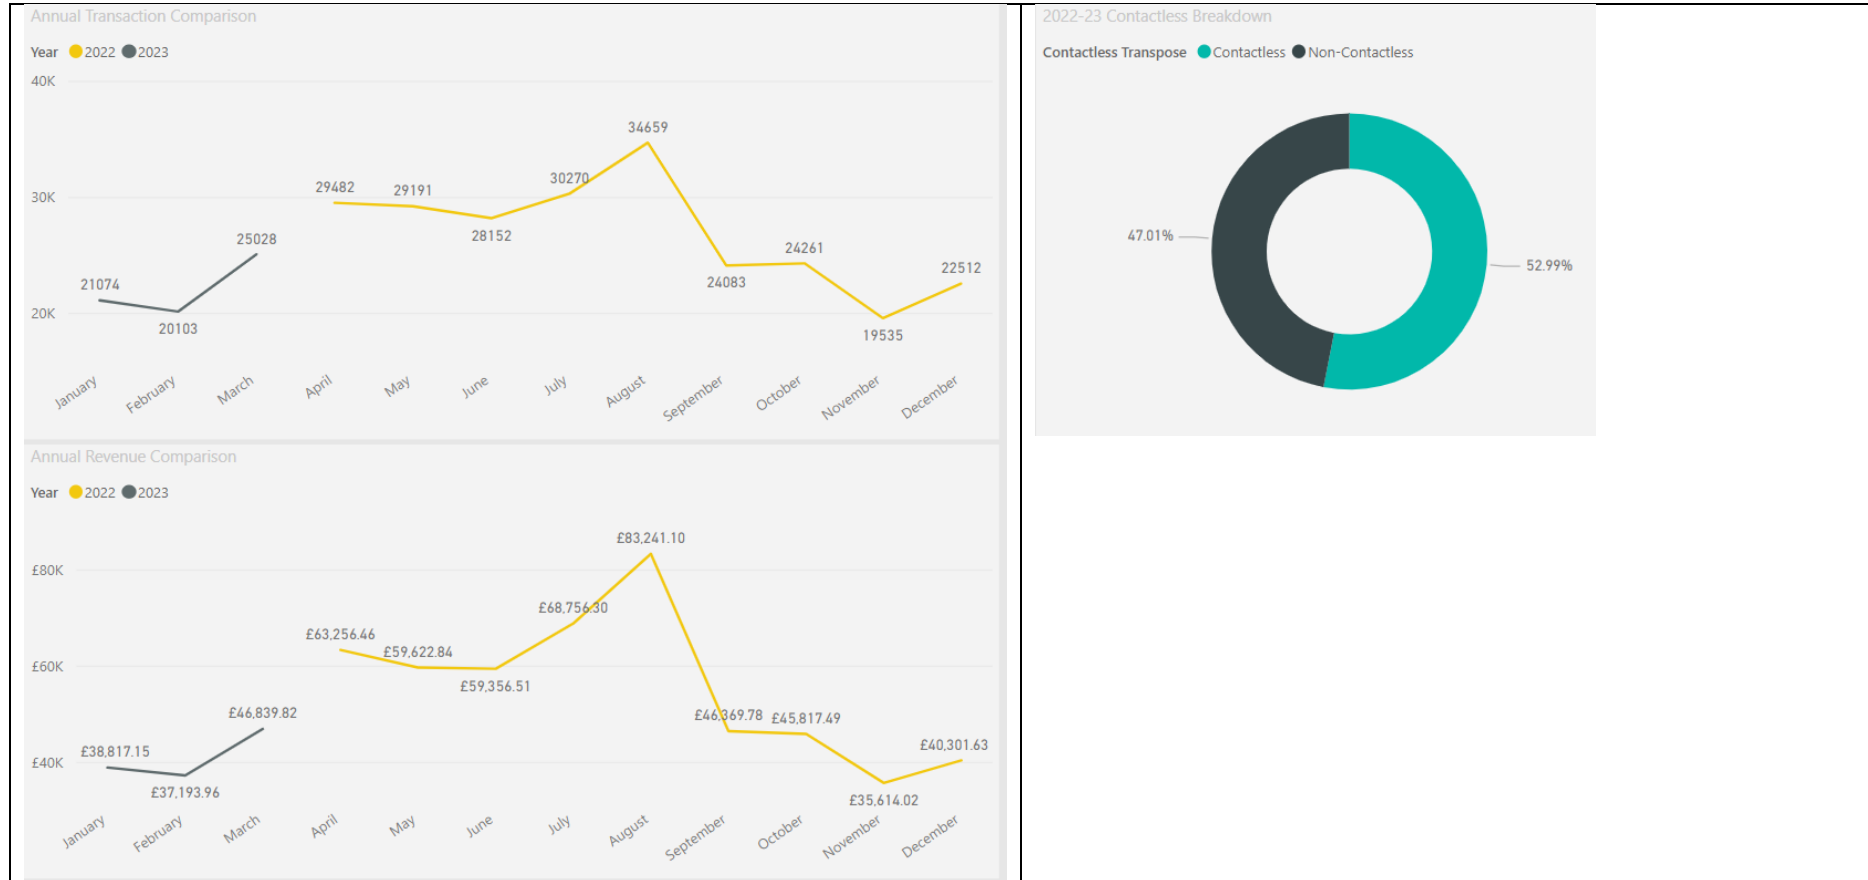 Annual Transaction Comparison
Year 2022 2023
40K
30K
20K
21074
20103
25028
29482
29191
28152
30270
34659
24083
24261
19535
22512
January February March April May June July August September October November December
Annual Revenue Comparison
Year 2022 2023
£80K
£60K
£40K
£38,817.15
£37,193.96
£46,839.82
£63,256.46
£59,622.84
£59,356.51
£68,756.30
£83,241.10
£46,369.78
£45,817.49
£35,614.02
£40,301.63
January February March April May June July August September October November December
2022-23 Contactless Breakdown
Contactless Transpose Contactless Non-Contactless
47.01%
52.99%